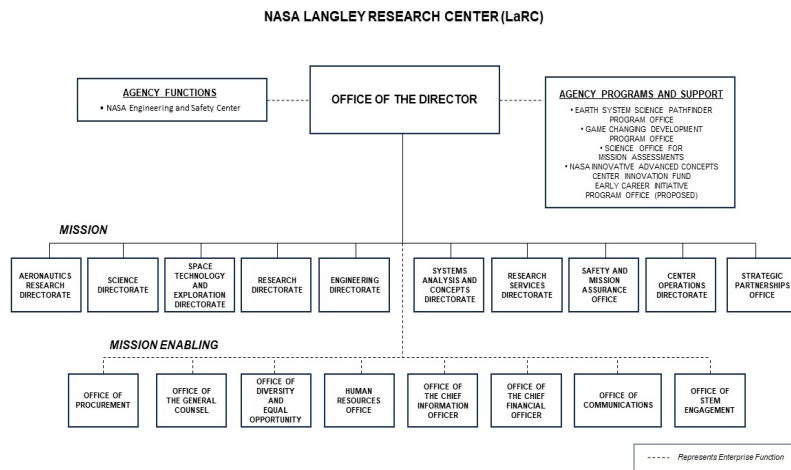 NASA LANGLEY RESEARCH CENTER (LaRC)
AGENCY FUNCTIONS
• NASA Engineering and Safety Center
OFFICE OF THE DIRECTOR
AGENCY PROGRAMS AND SUPPORT
• EARTH SYSTEM SCIENCE PATHFINDER
PROGRAM OFFICE
• GAME CHANGING DEVELOPMENT
PROGRAM OFFICE
• SCIENCE OFFICE FOR
MISSION ASSESSMENTS
• NASA INNOVATIVE ADVANCED CONCEPTS
CENTER INNOVATION FUND
EARLY CAREER INITIATIVE
PROGRAM OFFICE (PROPOSED)
MISSION
AERONAUTICS
RESEARCH
DIRECTORATE
SCIENCE
DIRECTORATE
SPACE
TECHNOLOGY
AND
EXPLORATION
DIRECTORATE
RESEARCH
DIRECTORATE
ENGINEERING
DIRECTORATE
SYSTEMS
ANALYSIS AND
CONCEPTS
DIRECTORATE
RESEARCH
SERVICES
DIRECTORATE
SAFETY AND
MISSION
ASSURANCE
OFFICE
CENTER
OPERATIONS
DIRECTORATE
STRATEGIC
PARTNERSHIPS
OFFICE
MISSION ENABLING
OFFICE OF
PROCUREMENT
OFFICE OF
THE GENERAL
COUNSEL
OFFICE OF
DIVERSITY
AND
EQUAL
OPPORTUNITY
HUMAN
RESOURCES
OFFICE
OFFICE OF
THE CHIEF
INFORMATION
OFFICER
OFFICE OF
THE CHIEF
FINANCIAL
OFFICER
OFFICE OF
COMMUNICATIONS
OFFICE OF
STEM
ENGAGEMENT
Represents Enterprise Function